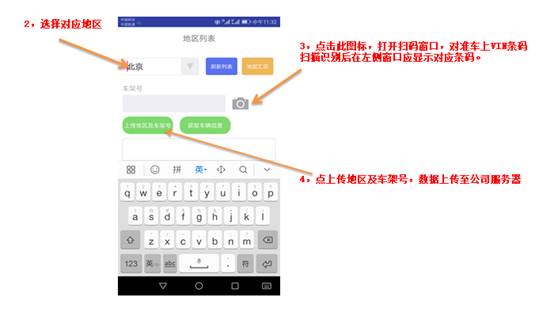 中午11:32
2，选择对应地区
地区列表
3，点击此图标，打开扫码窗口，对准车上VIN条码
扫描识别后在左侧窗口应显示对应条码。
北京
刷新列表
车架号
上传地区及车架号
获取车辆信息
拼 英
4，点上传地区及车架号，数据上传至公司服务器
q w e r t y u i o p
a s d f g h j k l
z x c v b n m
123 英 abc 符